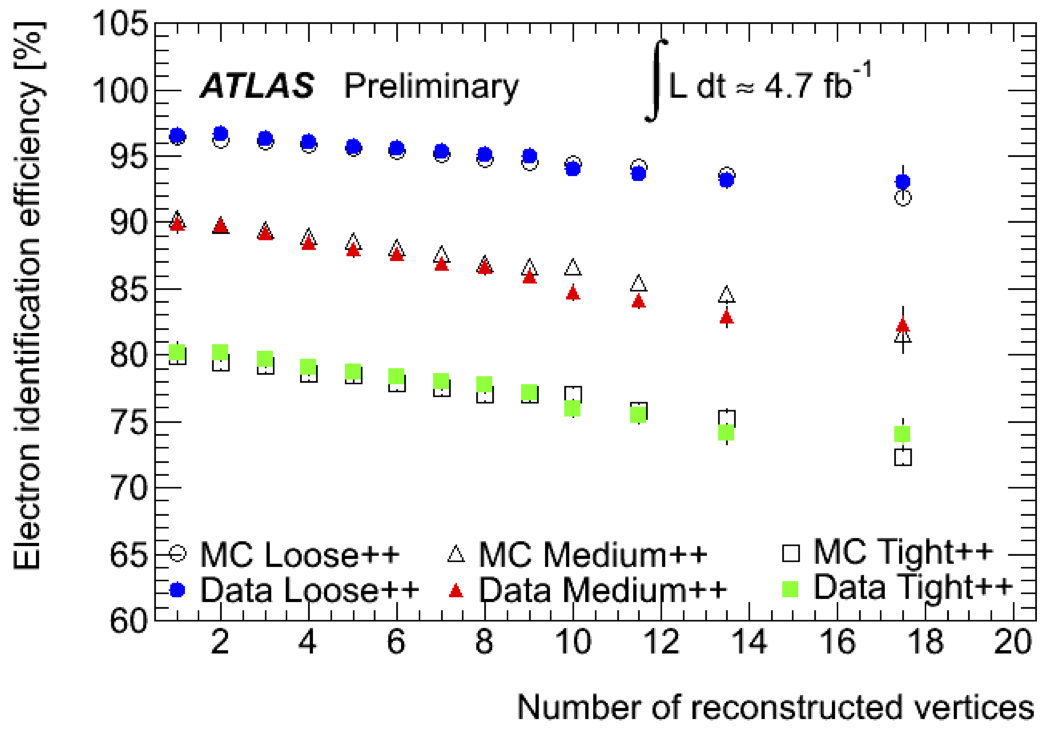 Electron identification efficiency [%]
105
100
95
90
85
80
75
70
65
60
ATLAS Preliminary
∫ L dt ≈ 4.7 fb⁻¹
MC Loose++ MC Medium++ MC Tight++
Data Loose++ Data Medium++ Data Tight++
2 4 6 8 10 12 14 16 18 20
Number of reconstructed vertices